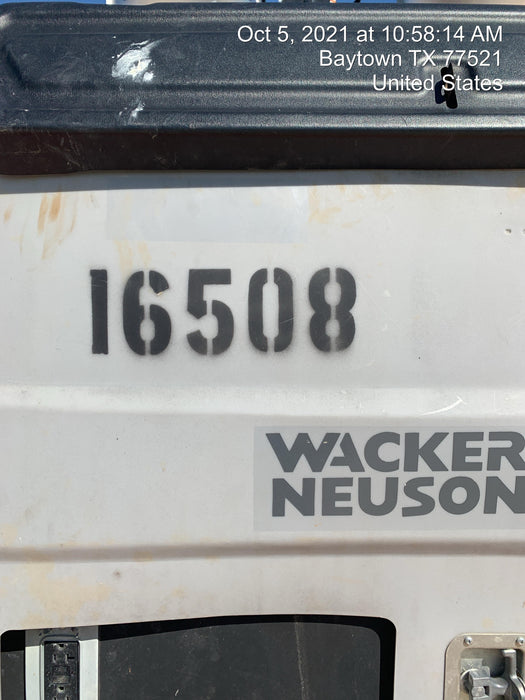 Oct 5, 2021 at 10:58:14 AM
Baytown TX 77521
United States
16508
WACKER
NEUSON